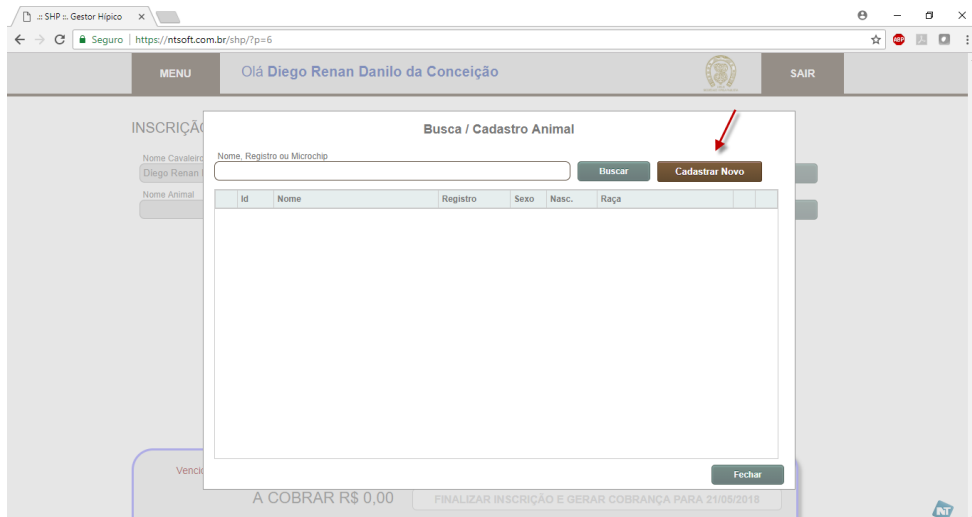 .:: SHP ::. Gestor Hípico
Seguro | https://ntsoft.com.br/shp/?p=6
ABP
MENU
Olá Diego Renan Danilo da Conceição
SAIR
INSCRIÇÃ
Busca / Cadastro Animal
Nome Cavaleiro
Nome, Registro ou Microchip
Diego Renan
Buscar
Cadastrar Novo
Nome Animal
Id Nome Registro Sexo Nasc. Raça
Venci
Fechar
A COBRAR R$ 0,00
FINALIZAR INSCRIÇÃO E GERAR COBRANÇA PARA 21/05/2018
NT